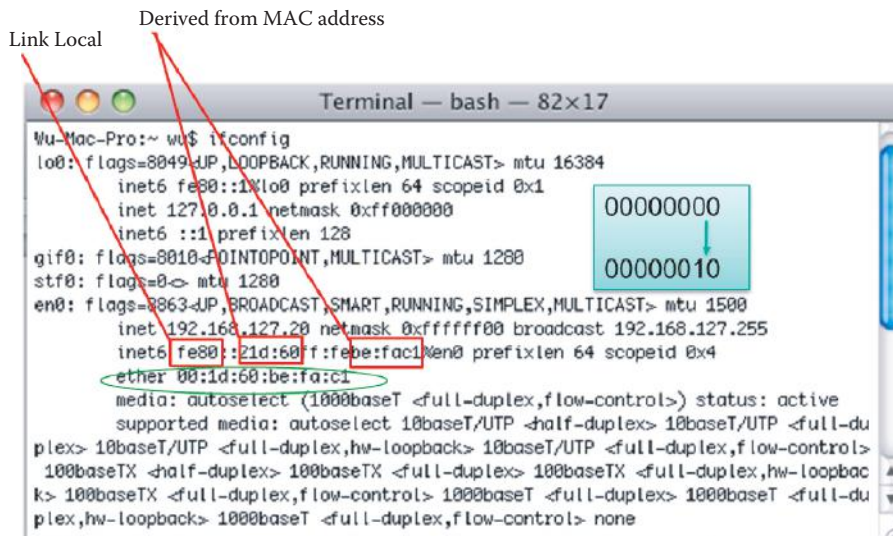 Derived from MAC address
Link Local
Terminal — bash — 82×17
Wu-Mac-Pro:~ wu$ ifconfig
lo0: flags=8049<UP,LOOPBACK,RUNNING,MULTICAST> mtu 16384
inet6 fe80::1%lo0 prefixlen 64 scopeid 0x1
inet 127.0.0.1 netmask 0xff000000
inet6 ::1 prefixlen 128
gif0: flags=8010<POINTOPOINT,MULTICAST> mtu 1280
stf0: flags=0<> mtu 1280
en0: flags=8863<UP,BROADCAST,SMART,RUNNING,SIMPLEX,MULTICAST> mtu 1500
inet 192.168.127.20 netmask 0xffffff00 broadcast 192.168.127.255
inet6 fe80::21d:60ff:febe:fac1%en0 prefixlen 64 scopeid 0x4
ether 00:1d:60:be:fa:c1
media: autoselect (1000baseT <full-duplex,flow-control>) status: active
supported media: autoselect 10baseT/UTP <half-duplex> 10baseT/UTP <full-du
plex> 10baseT/UTP <full-duplex,hw-loopback> 10baseT/UTP <full-duplex,flow-control>
100baseTX <half-duplex> 100baseTX <full-duplex> 100baseTX <full-duplex,hw-loopbac
k> 100baseTX <full-duplex,flow-control> 1000baseT <full-duplex> 1000baseT <full-du
plex,hw-loopback> 1000baseT <full-duplex,flow-control> none
00000000
00000010